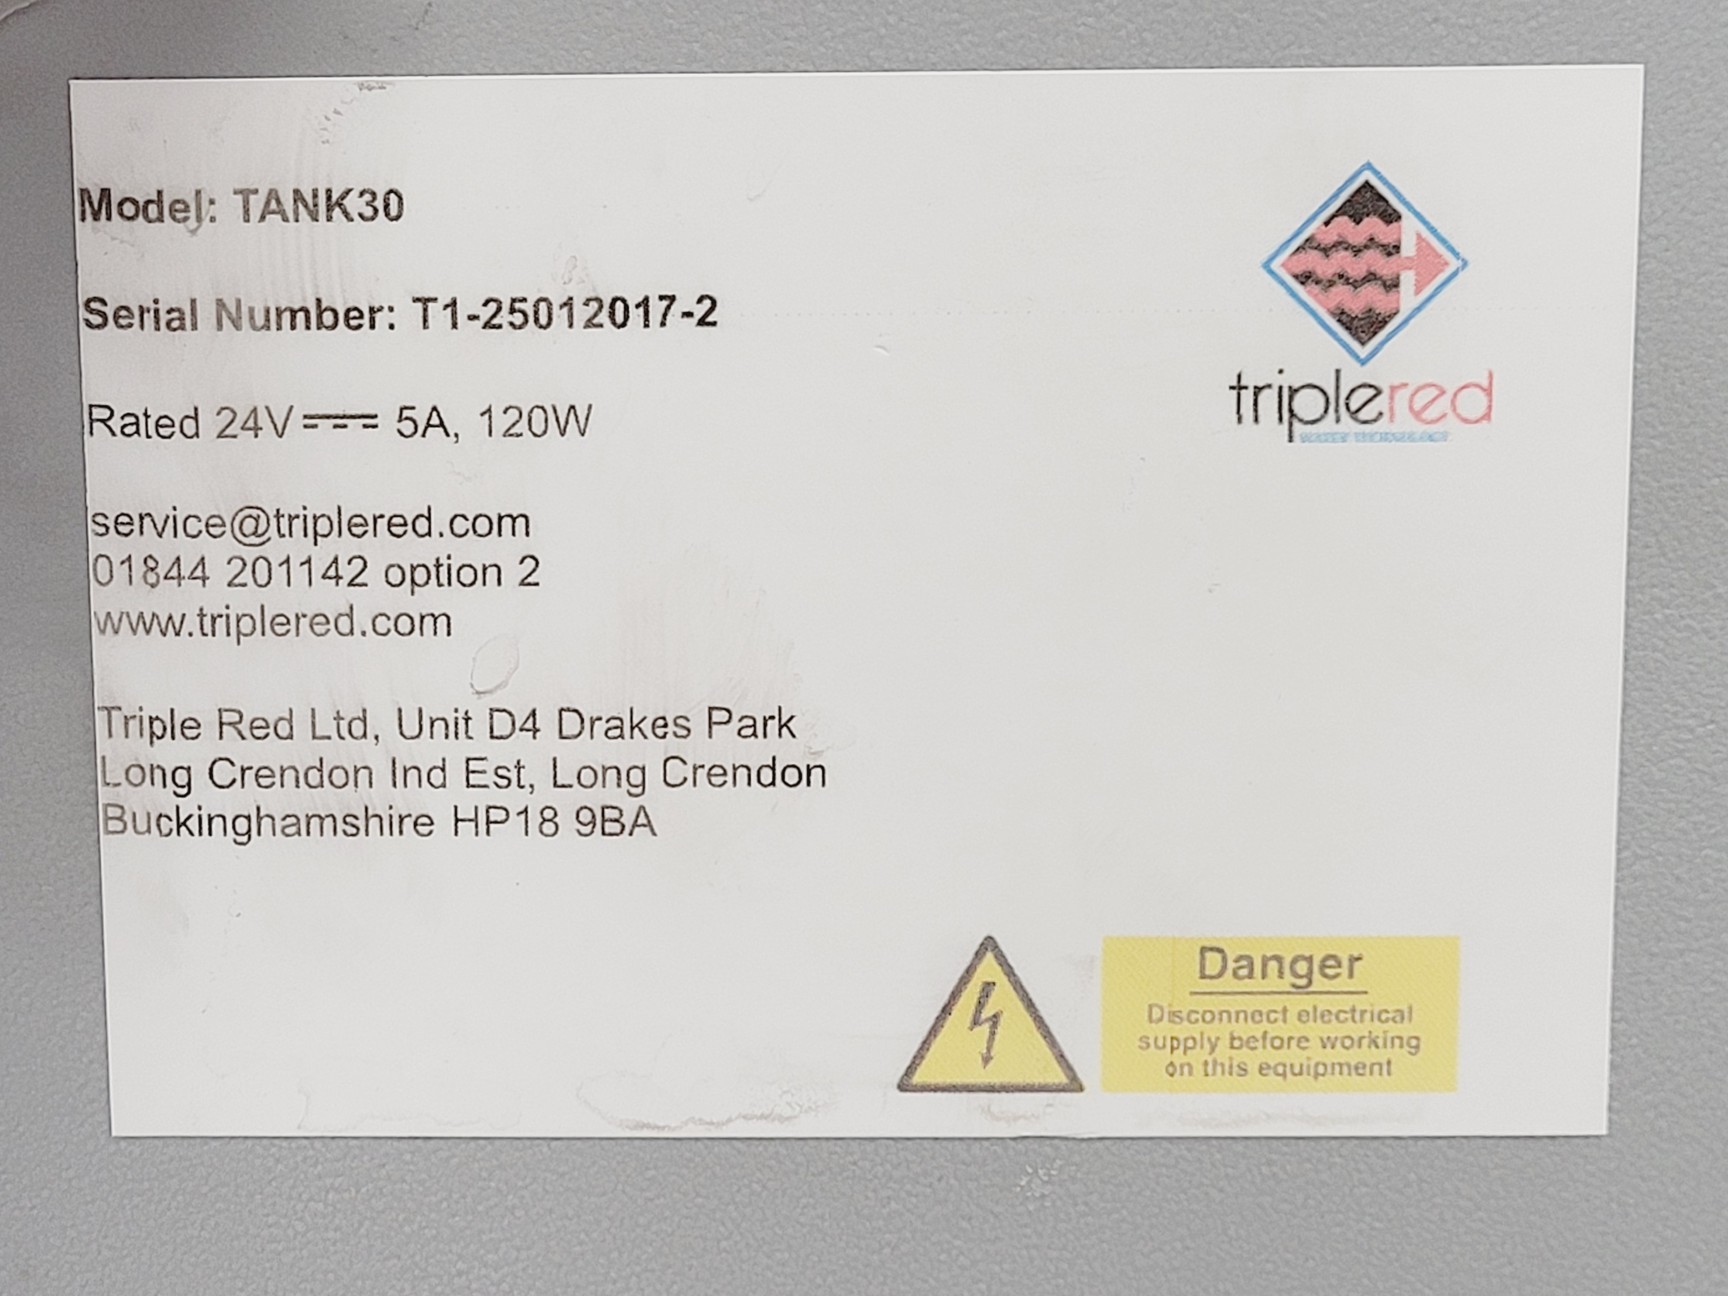 Model: TANK30
Serial Number: T1-25012017-2
Rated 24V⎓ 5A, 120W
service@triplered.com
01844 201142 option 2
www.triplered.com
Triple Red Ltd, Unit D4 Drakes Park
Long Crendon Ind Est, Long Crendon
Buckinghamshire HP18 9BA
triplered
WATER TECHNOLOGY
Danger
Disconnect electrical
supply before working
on this equipment